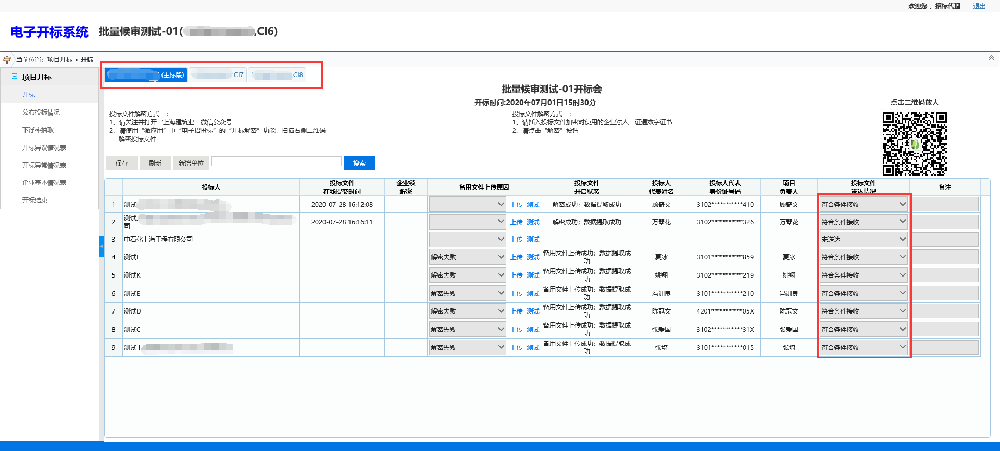 欢迎您 ，招标代理 退出
电子开标系统 批量候审测试-01( ,CI6)
当前位置：项目开标 > 开标
(主标段) CI7 CI8
项目开标
开标
公布投标情况
下浮率抽取
开标异议情况表
开标异常情况表
企业基本情况表
开标结束
批量候审测试-01开标会
开标时间:2020年07月01日15时30分
点击二维码放大
投标文件解密方式一：
1、请关注并打开“上海建筑业”微信公众号
2、请使用“微应用”中“电子招投标”的“开标解密”功能，扫描右侧二维码
解密投标文件
投标文件解密方式二：
1、请插入投标文件加密时使用的企业法人一证通数字证书
2、请点击“解密”按钮
保存 刷新 新增单位 搜索
投标人 投标文件 在线提交时间 企业锁 解密 备用文件上传原因 投标文件 开启状态 投标人 代表姓名 投标人代表 身份证号码 项目 负责人 投标文件 送达情况 备注
1 测试 2020-07-28 16:12:08 上传 测试 解密成功；数据提取成功 顾奇文 3102***********410 顾奇文 符合条件接收
2 测试 司 2020-07-28 16:16:11 上传 测试 解密成功；数据提取成功 万琴花 3102***********326 万琴花 符合条件接收
3 中石化上海工程有限公司 上传 测试 未送达
4 测试F 解密失败 上传 测试 备用文件上传成功；数据提取成功 夏冰 3101***********859 夏冰 符合条件接收
5 测试K 解密失败 上传 测试 备用文件上传成功；数据提取成功 姚翔 3102***********219 姚翔 符合条件接收
6 测试E 解密失败 上传 测试 备用文件上传成功；数据提取成功 冯训良 3101***********210 冯训良 符合条件接收
7 测试D 解密失败 上传 测试 备用文件上传成功；数据提取成功 陈冠文 4201***********05X 陈冠文 符合条件接收
8 测试C 解密失败 上传 测试 备用文件上传成功；数据提取成功 张爱国 3102***********31X 张爱国 符合条件接收
9 测试上 解密失败 上传 测试 备用文件上传成功；数据提取成功 张琦 3101***********015 张琦 符合条件接收